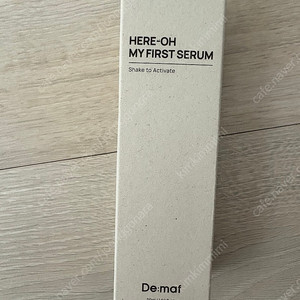 HERE-OH
MY FIRST SERUM
Shake to Activate
De:maf